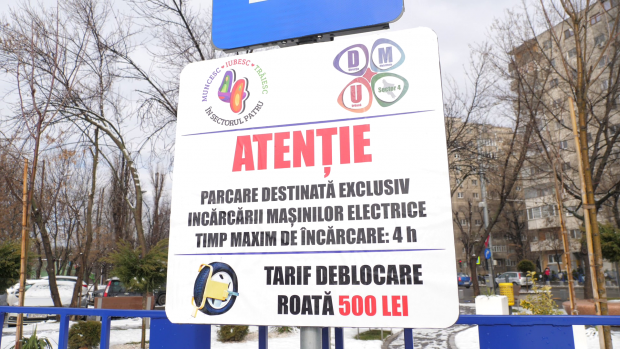 MUNCESC • IUBESC • TRĂIESC
ÎN SECTORUL PATRU
D M
U Sector 4
ATENȚIE
PARCARE DESTINATĂ EXCLUSIV
INCĂRCĂRII MAȘINILOR ELECTRICE
TIMP MAXIM DE ÎNCĂRCARE: 4 h
TARIF DEBLOCARE
ROATĂ 500 LEI